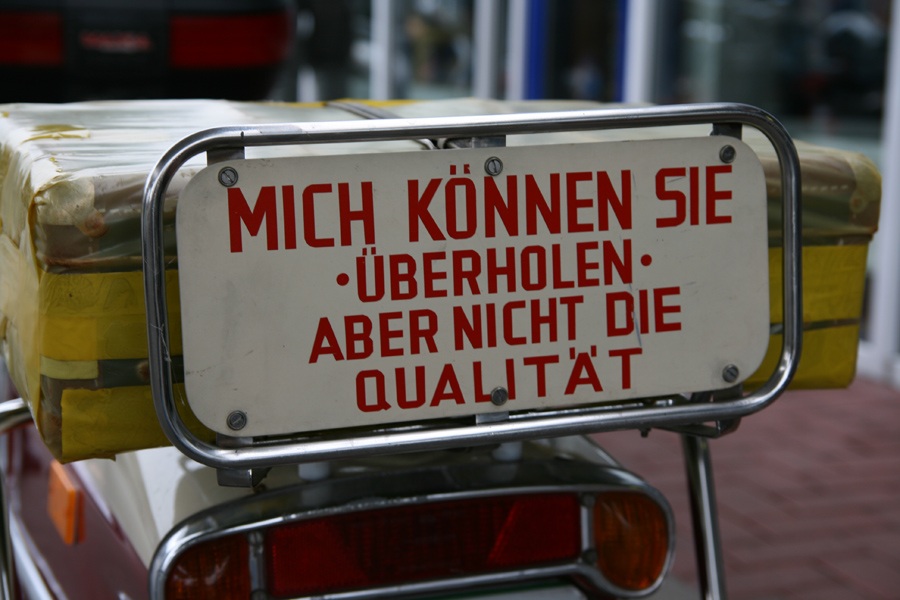 MICH KÖNNEN SIE
·ÜBERHOLEN·
ABER NICHT DIE
QUALITÄT